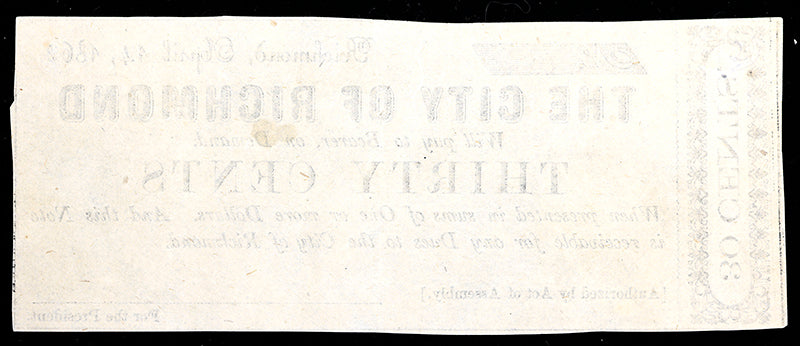 Richmond, April 14, 1862
THE CITY OF RICHMOND
Will pay to Bearer, on Demand,
THIRTY CENTS
When presented in sums of One or more Dollars. And this Note
is receivable for any Dues to the City of Richmond.
[Authorized by Act of Assembly.]
For the President.
30 CENTS.